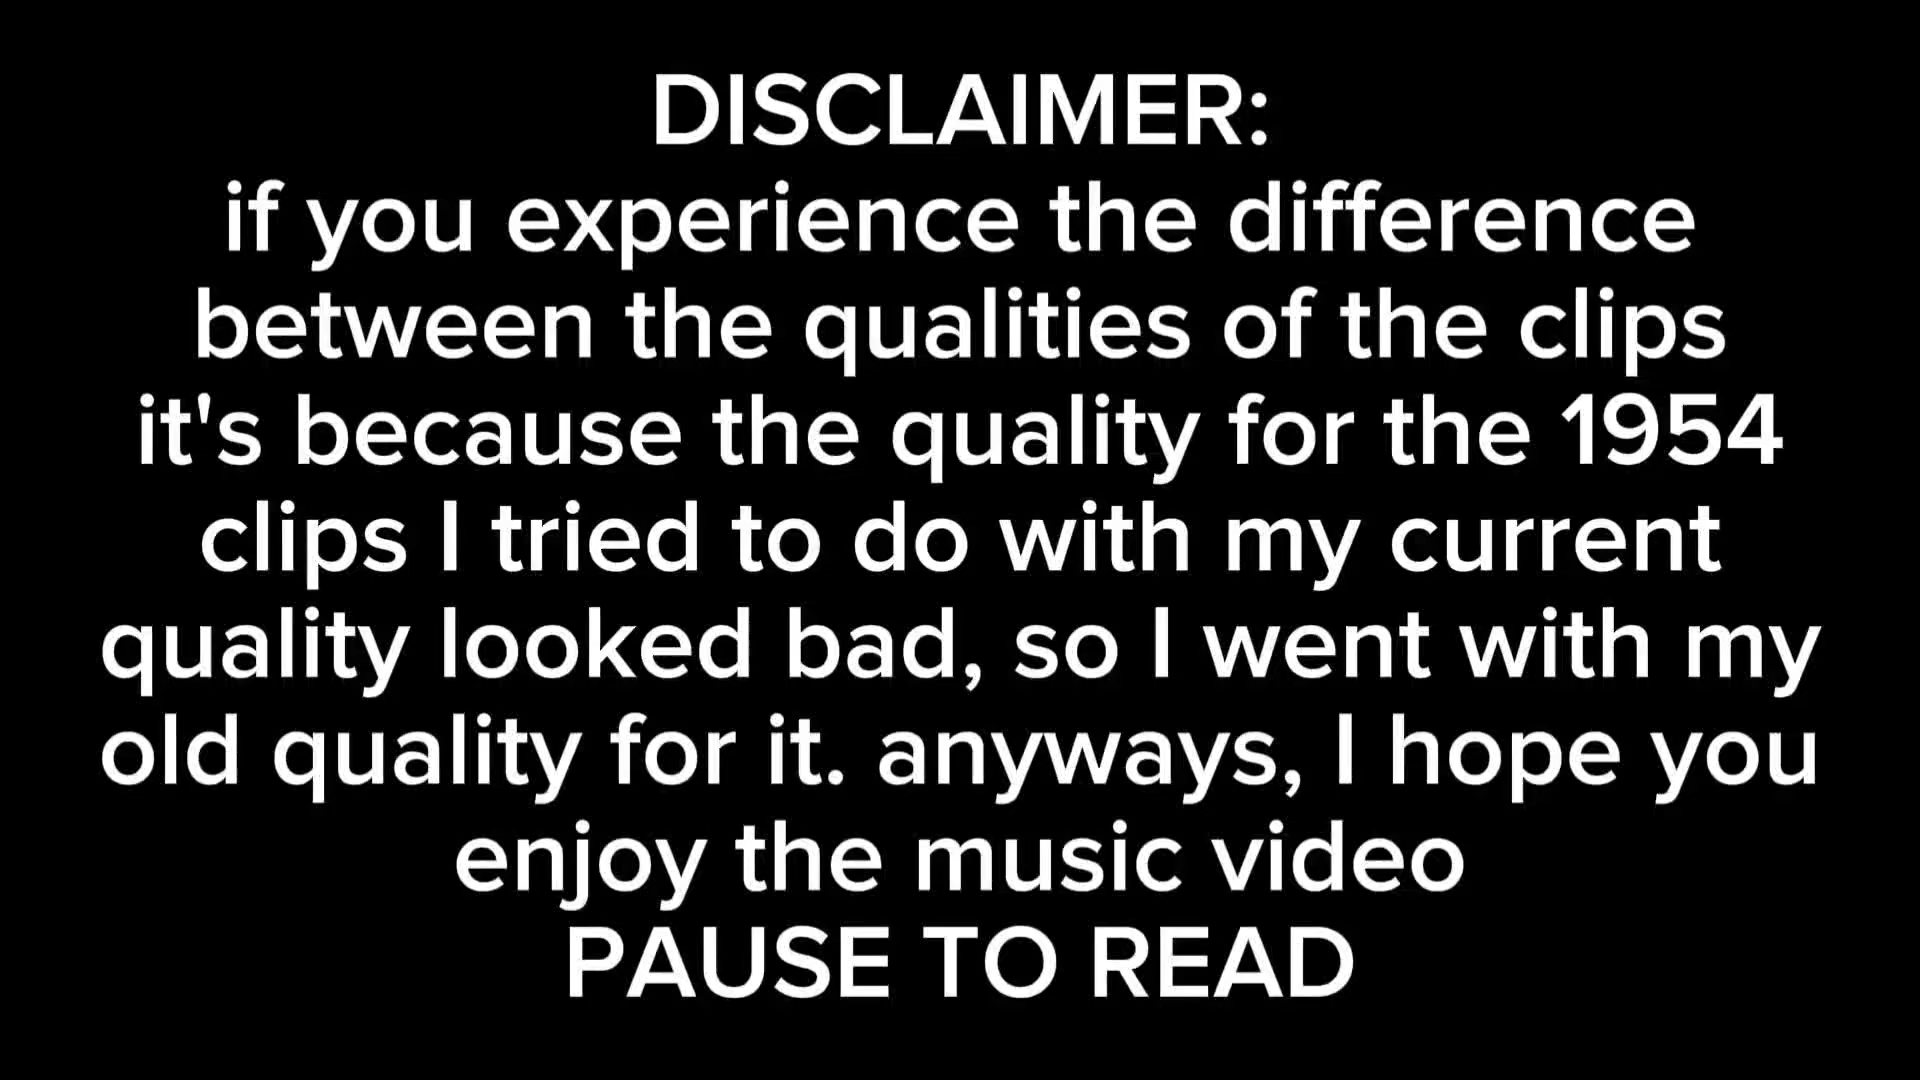 DISCLAIMER:
if you experience the difference
between the qualities of the clips
it's because the quality for the 1954
clips I tried to do with my current
quality looked bad, so I went with my
old quality for it. anyways, I hope you
enjoy the music video
PAUSE TO READ